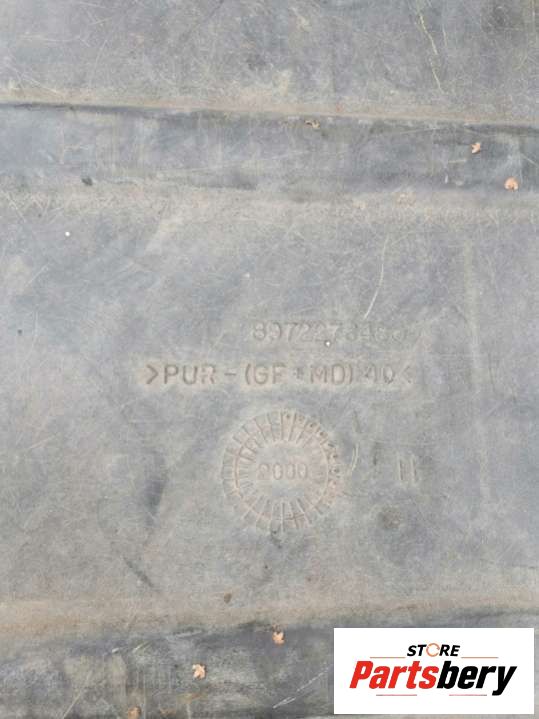 >PUR-(GF+MD)40<
2000
STORE
Partsbery